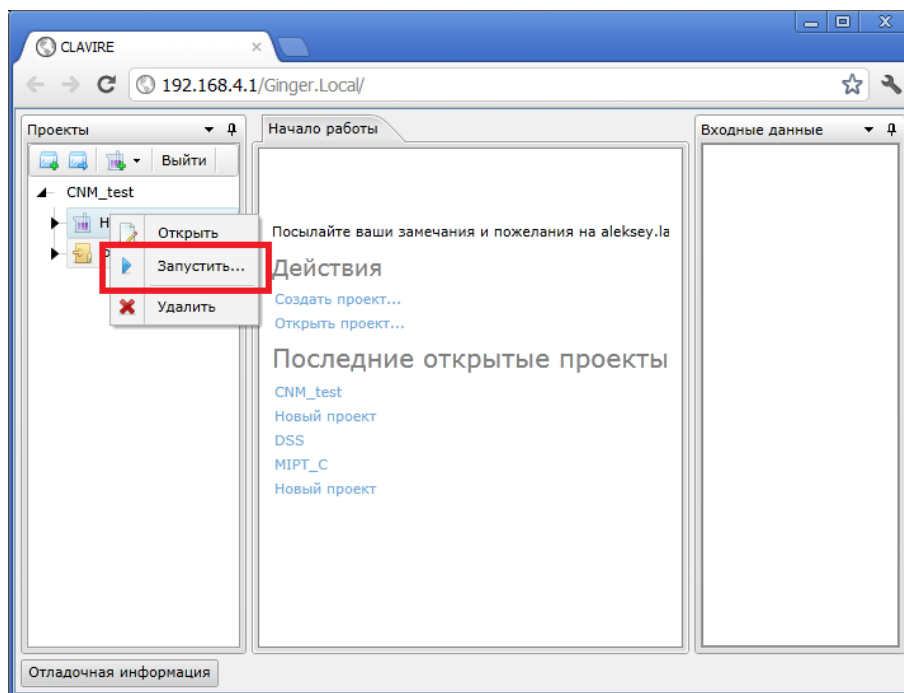 CLAVIRE
192.168.4.1/Ginger.Local/
Проекты
Выйти
CNM_test
Открыть
Запустить...
Удалить
Начало работы
Посылайте ваши замечания и пожелания на aleksey.la
Действия
Создать проект...
Открыть проект...
Последние открытые проекты
CNM_test
Новый проект
DSS
MIPT_C
Новый проект
Входные данные
Отладочная информация